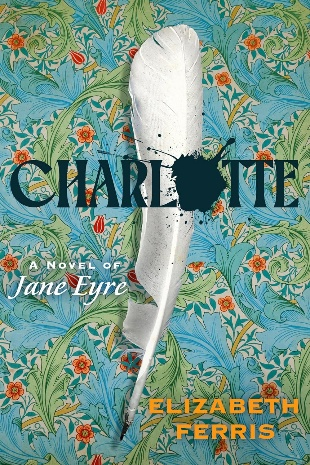 CHARLOTTE
A NOVEL OF
Jane Eyre
ELIZABETH
FERRIS